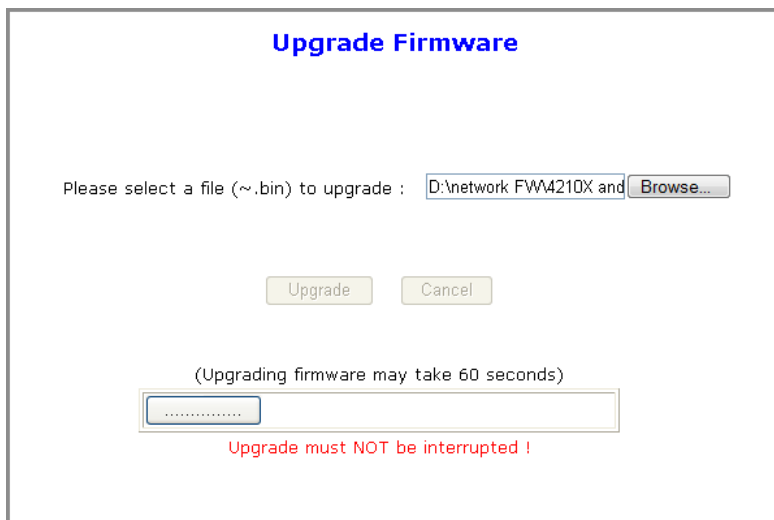 Upgrade Firmware
Please select a file (~.bin) to upgrade : D:\network FW\4210X and Browse...
Upgrade Cancel
(Upgrading firmware may take 60 seconds)
...............
Upgrade must NOT be interrupted !